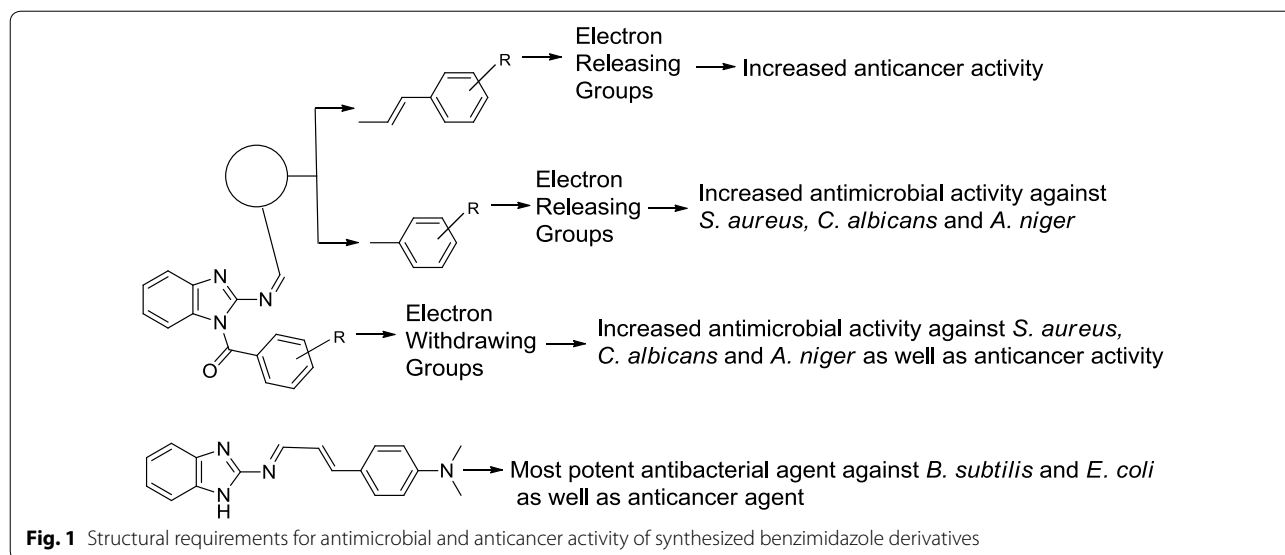 R
Electron
Releasing
Groups
Increased anticancer activity
R
Electron
Releasing
Groups
Increased antimicrobial activity against
S. aureus, C. albicans and A. niger
N
N
N
O
R
Electron
Withdrawing
Groups
Increased antimicrobial activity against S. aureus,
C. albicans and A. niger as well as anticancer activity
N
N
N
H
N
Most potent antibacterial agent against B. subtilis and E. coli
as well as anticancer agent
Fig. 1 Structural requirements for antimicrobial and anticancer activity of synthesized benzimidazole derivatives